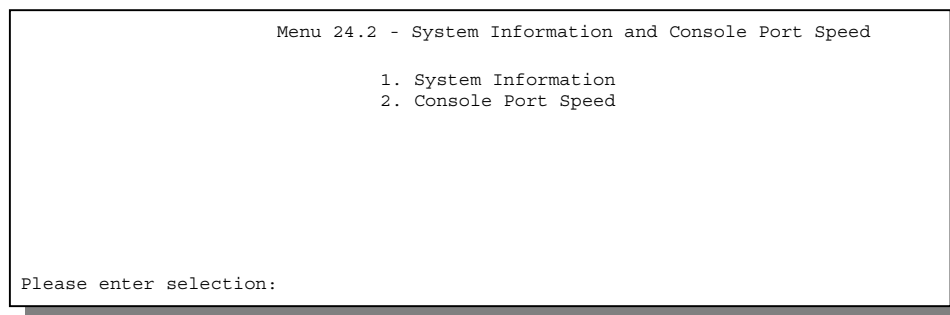 Menu 24.2 - System Information and Console Port Speed
1. System Information
2. Console Port Speed
Please enter selection: